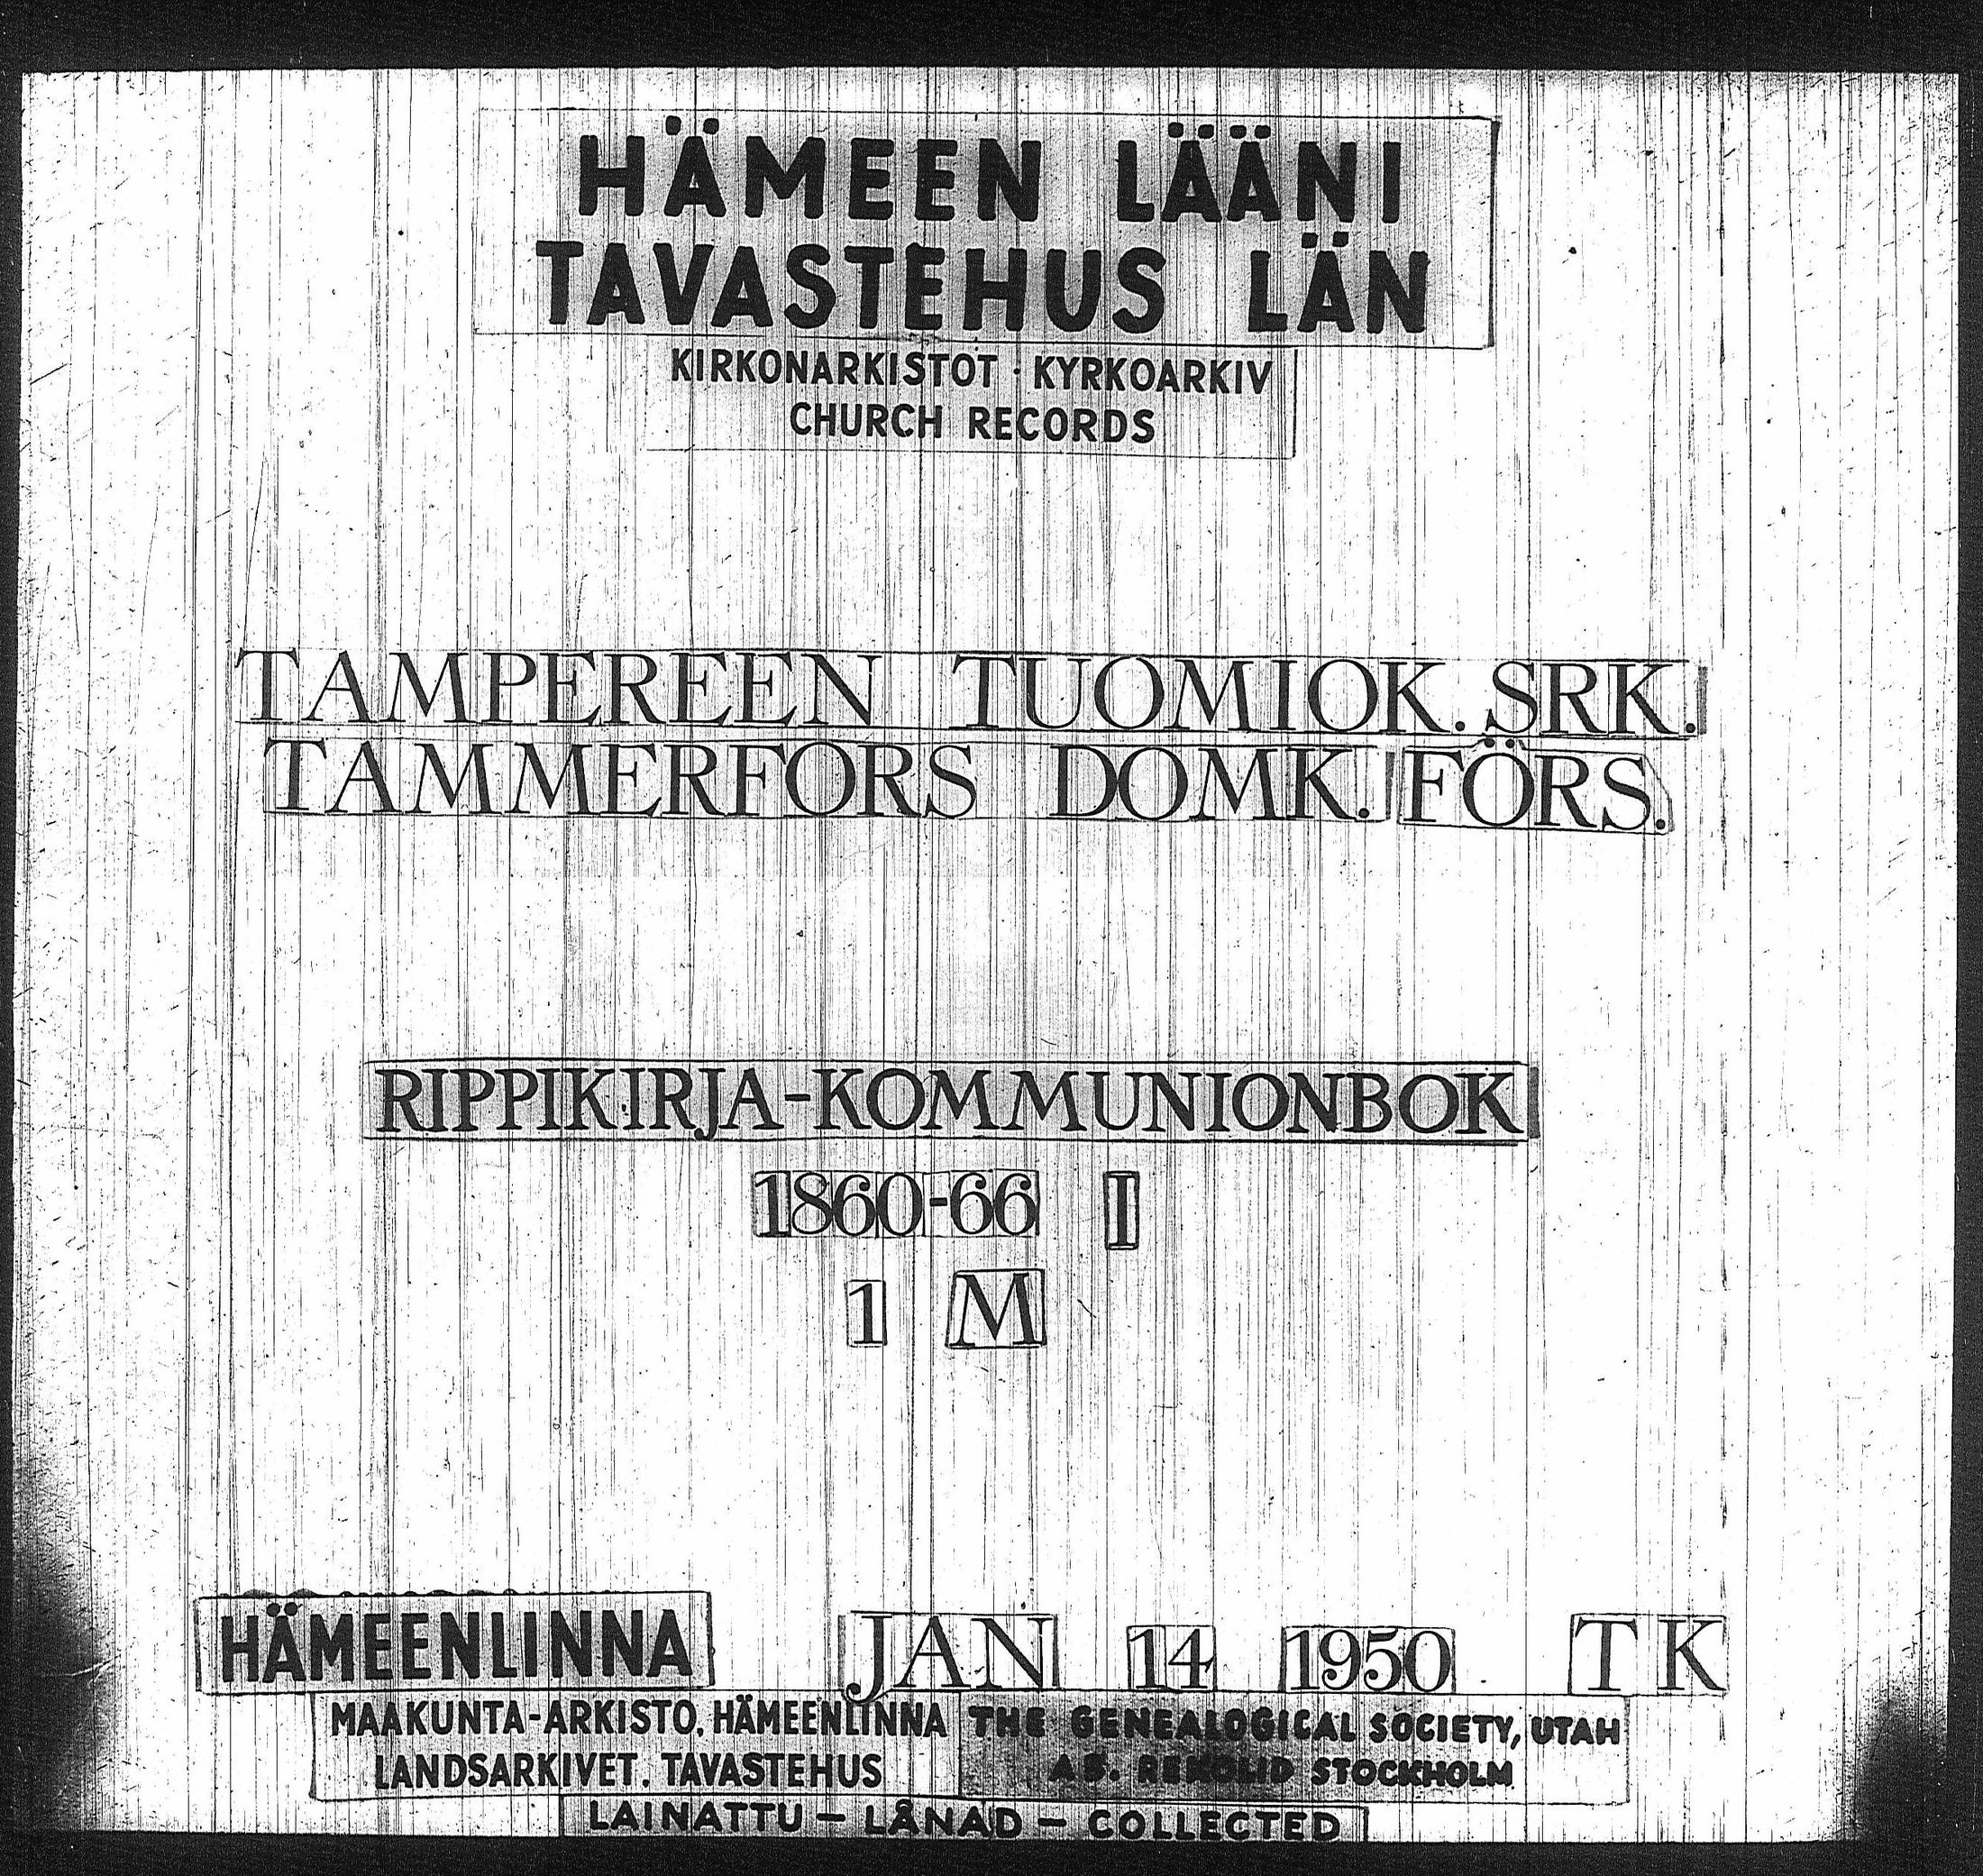 HÄMEEN LÄÄNI
TAVASTEHUS LÄN
KIRKONARKISTOT · KYRKOARKIV
CHURCH RECORDS
TAMPEREEN TUOMIOK. SRK.
TAMMERFORS DOMK. FÖRS.
RIPPIKIRJA-KOMMUNIONBOK
1860-66 I
1 M
HÄMEENLINNA JAN 14 1950 TK
MAAKUNTA-ARKISTO, HÄMEENLINNA
LANDSARKIVET, TAVASTEHUS
THE GENEALOGICAL SOCIETY, UTAH
AB. REKOLID STOCKHOLM
LAINATTU - LÅNAD - COLLECTED